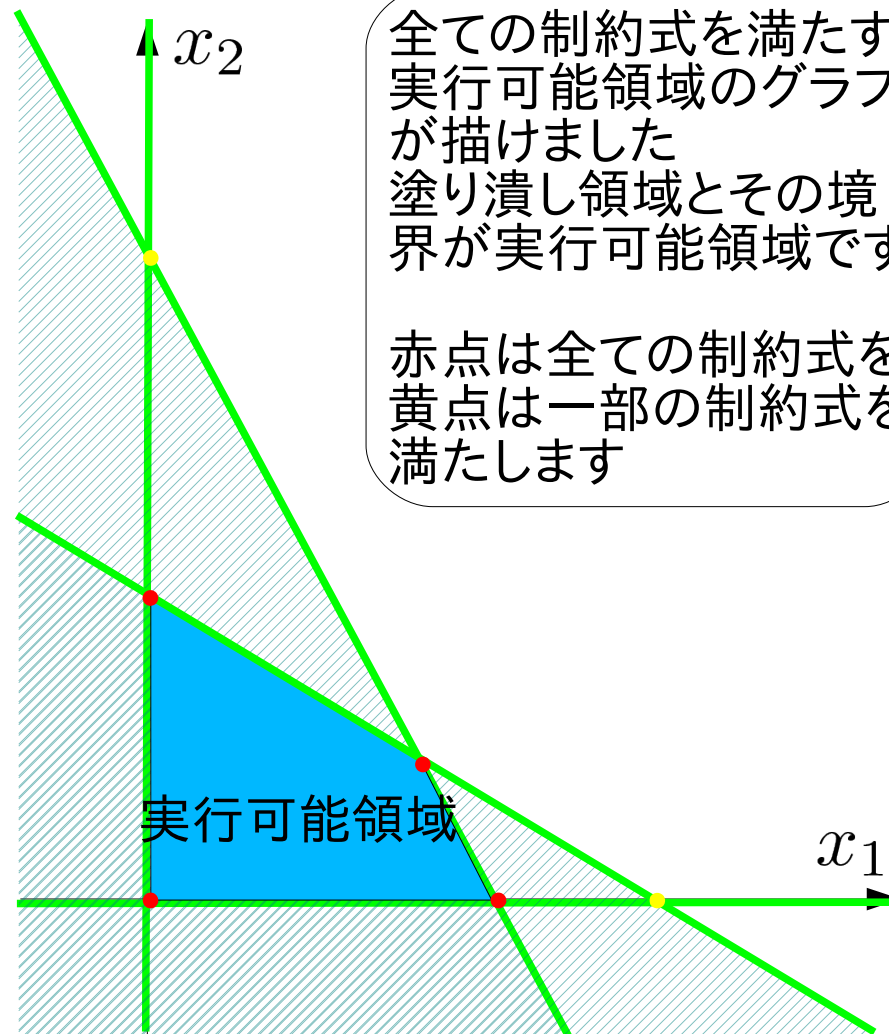 x₂
全ての制約式を満たす
実行可能領域のグラフ
が描けました
塗り潰し領域とその境
界が実行可能領域です
赤点は全ての制約式を
黄点は一部の制約式を
満たします
実行可能領域
x₁